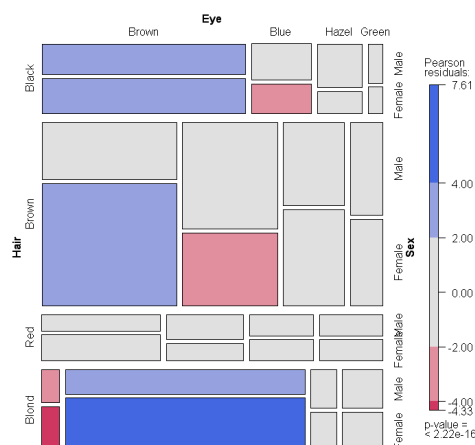 Eye
Brown Blue Hazel Green
Black
Male
Female
Brown
Male
Female
Red
Male
Female
Blond
Male
Female
Hair
Sex
Pearson
residuals:
7.61
4.00
2.00
0.00
-2.00
-4.00
-4.33
p-value =
< 2.22e-16